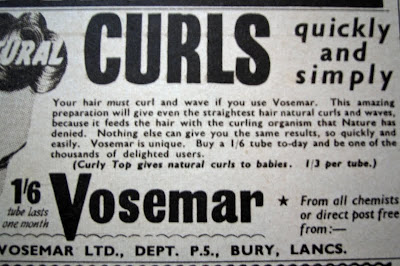 URAL
CURLS
quickly
and
simply
Your hair must curl and wave if you use Vosemar. This amazing
preparation will give even the straightest hair natural curls and waves,
because it feeds the hair with the curling organism that Nature has
denied. Nothing else can give you the same results, so quickly and
easily. Vosemar is unique. Buy a 1/6 tube to-day and be one of the
thousands of delighted users.
(Curly Top gives natural curls to babies. 1/3 per tube.)
1/6
tube lasts
one month
Vosemar
★ From all chemists
or direct post free
from:—
VOSEMAR LTD., DEPT. P.5., BURY, LANCS.